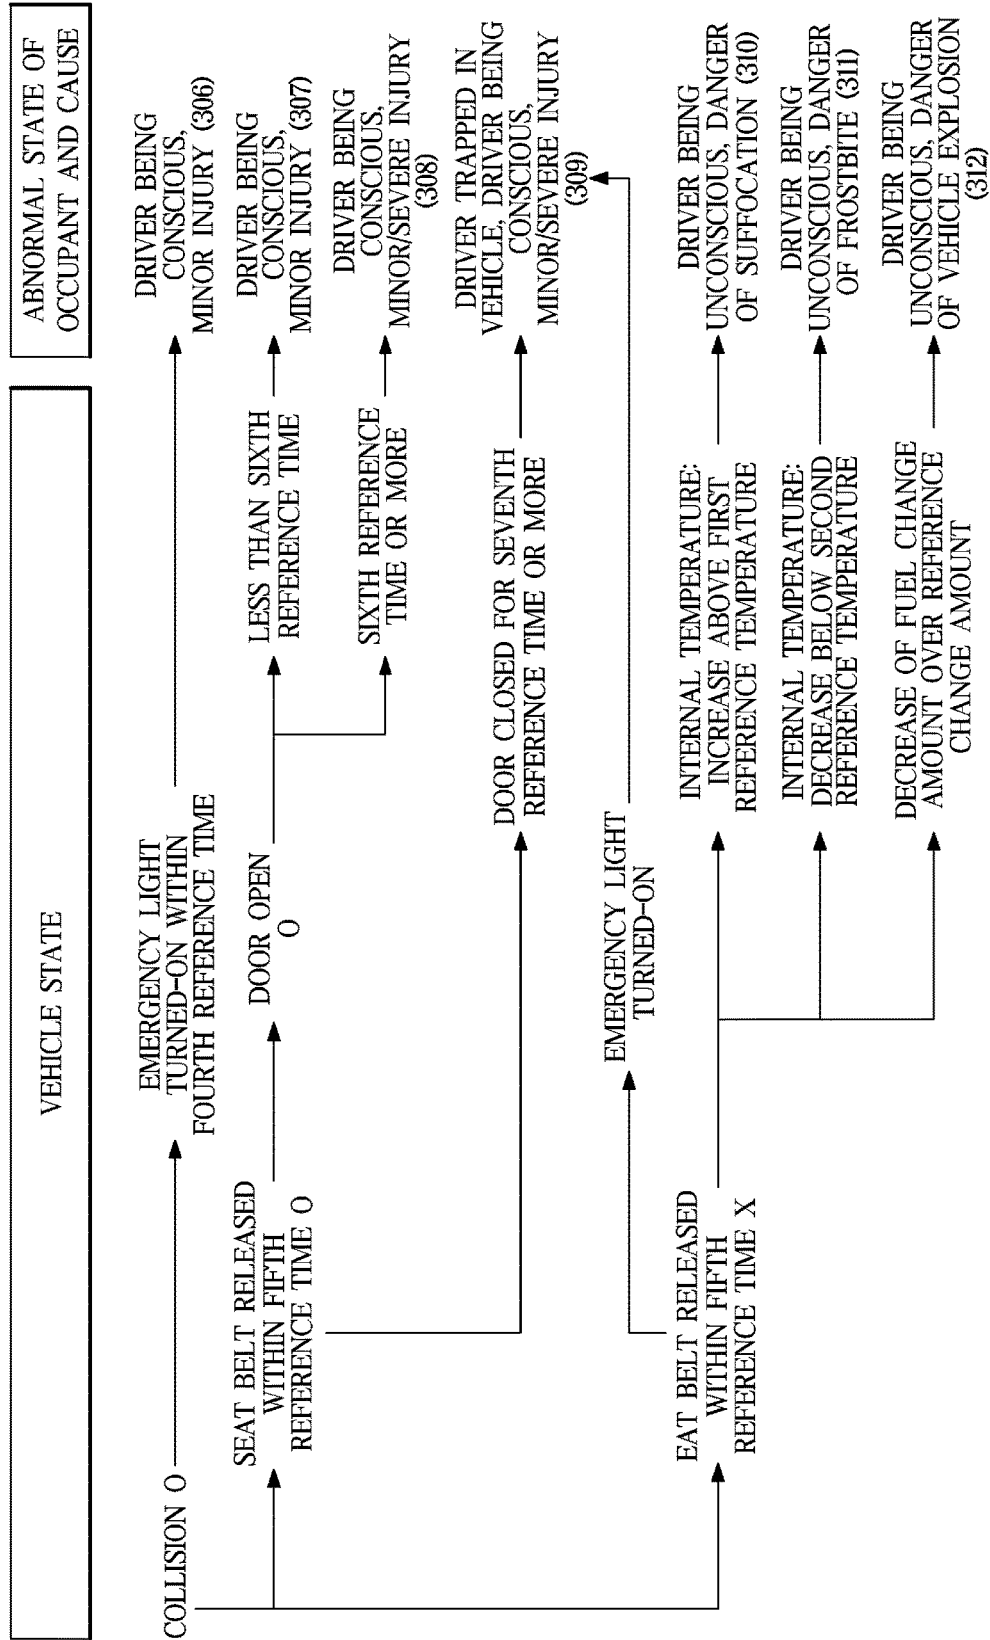 VEHICLE STATE
ABNORMAL STATE OF
OCCUPANT AND CAUSE
COLLISION O
EMERGENCY LIGHT
TURNED-ON WITHIN
FOURTH REFERENCE TIME
DRIVER BEING
CONSCIOUS,
MINOR INJURY (306)
SEAT BELT RELEASED
WITHIN FIFTH
REFERENCE TIME O
DOOR OPEN
O
LESS THAN SIXTH
REFERENCE TIME
DRIVER BEING
CONSCIOUS,
MINOR INJURY (307)
SIXTH REFERENCE
TIME OR MORE
DRIVER BEING
CONSCIOUS,
MINOR/SEVERE INJURY
(308)
DOOR CLOSED FOR SEVENTH
REFERENCE TIME OR MORE
DRIVER TRAPPED IN
VEHICLE, DRIVER BEING
CONSCIOUS,
MINOR/SEVERE INJURY
(309)
EMERGENCY LIGHT
TURNED-ON
EAT BELT RELEASED
WITHIN FIFTH
REFERENCE TIME X
INTERNAL TEMPERATURE:
INCREASE ABOVE FIRST
REFERENCE TEMPERATURE
DRIVER BEING
UNCONSCIOUS, DANGER
OF SUFFOCATION (310)
INTERNAL TEMPERATURE:
DECREASE BELOW SECOND
REFERENCE TEMPERATURE
DRIVER BEING
UNCONSCIOUS, DANGER
OF FROSTBITE (311)
DECREASE OF FUEL CHANGE
AMOUNT OVER REFERENCE
CHANGE AMOUNT
DRIVER BEING
UNCONSCIOUS, DANGER
OF VEHICLE EXPLOSION
(312)